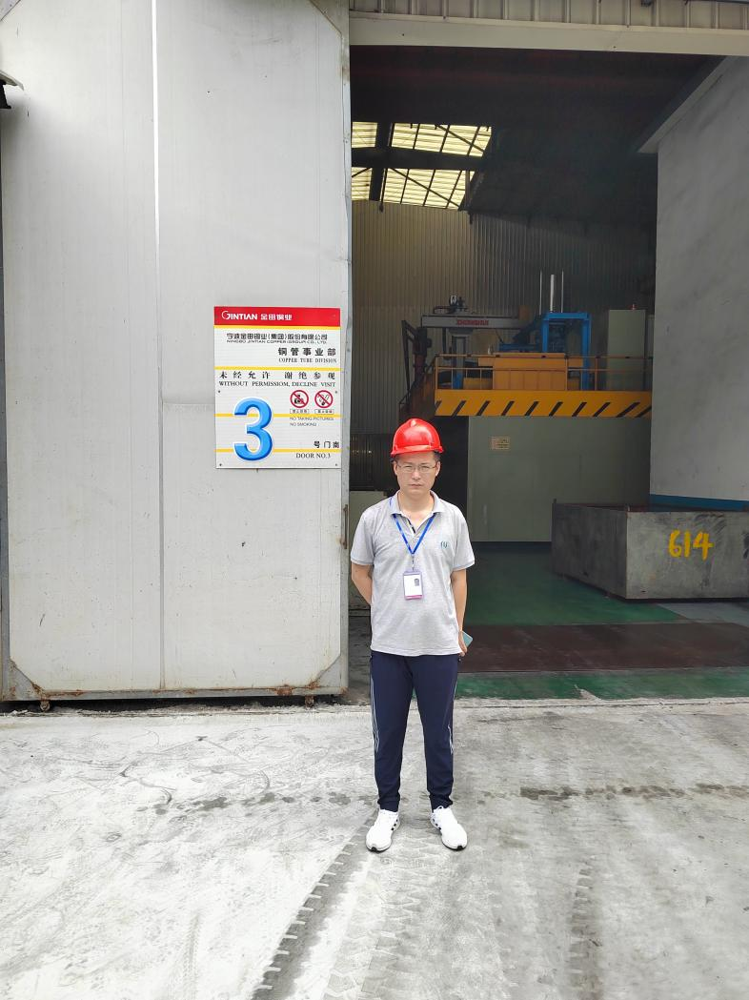 JINTIAN 金田铜业
宁波金田铜业(集团)股份有限公司
NINGBO JINTIAN COPPER (GROUP) CO., LTD.
铜管事业部
COPPER TUBE DIVISION
未经允许 谢绝参观
WITHOUT PERMISSIOM, DECLINE VISIT
3
NO TAKING PICTURES
NO SMOKING
号门南
DOOR NO.3
614